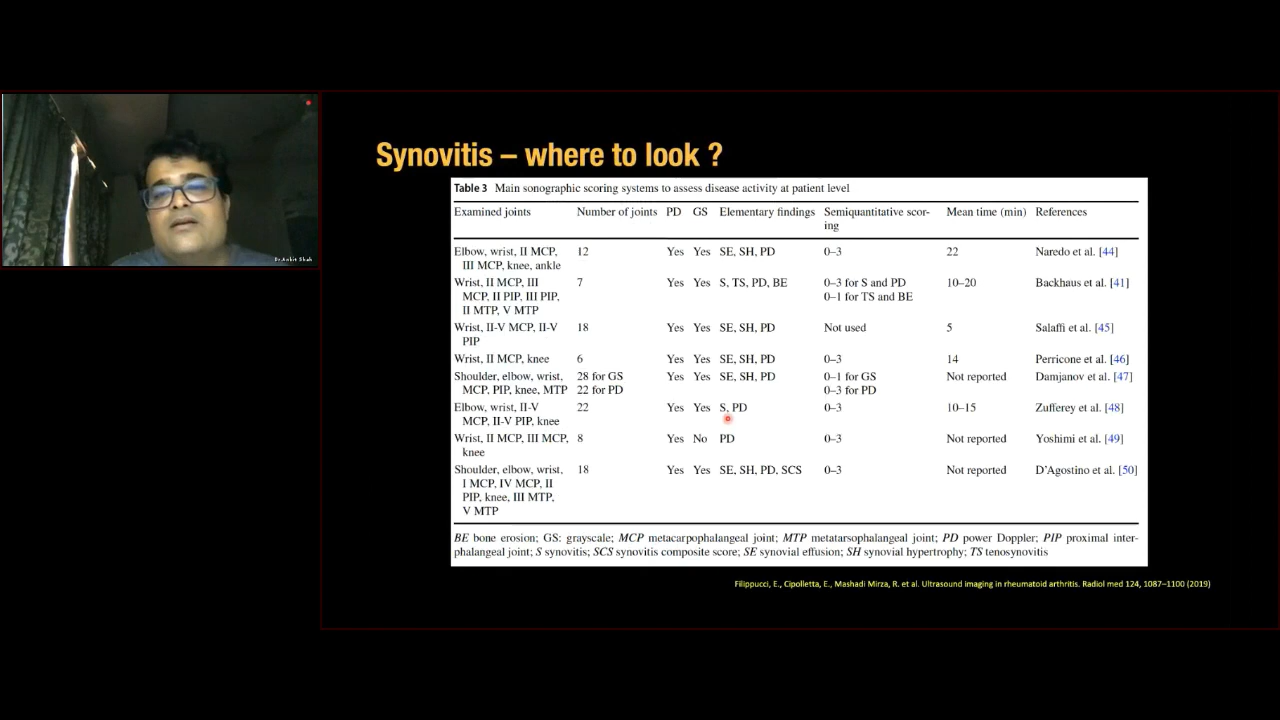 Synovitis – where to look ?
Table 3 Main sonographic scoring systems to assess disease activity at patient level
Examined joints Number of joints PD GS Elementary findings Semiquantitative scor- Mean time (min) References
ing
Elbow, wrist, II MCP, 12 Yes Yes SE, SH, PD 0–3 22 Naredo et al. [44]
III MCP, knee, ankle
Wrist, II MCP, III 7 Yes Yes S, TS, PD, BE 0–3 for S and PD 10–20 Backhaus et al. [41]
MCP, II PIP, III PIP, 0–1 for TS and BE
II MTP, V MTP
Wrist, II-V MCP, II-V 18 Yes Yes SE, SH, PD Not used 5 Salaffi et al. [45]
PIP
Wrist, II MCP, knee 6 Yes Yes SE, SH, PD 0–3 14 Perricone et al. [46]
Shoulder, elbow, wrist, 28 for GS Yes Yes SE, SH, PD 0–1 for GS Not reported Damjanov et al. [47]
MCP, PIP, knee, MTP 22 for PD 0–3 for PD
Elbow, wrist, II-V 22 Yes Yes S, PD 0–3 10–15 Zufferey et al. [48]
MCP, II-V PIP, knee
Wrist, II MCP, III MCP, 8 Yes No PD 0–3 Not reported Yoshimi et al. [49]
knee
Shoulder, elbow, wrist, 18 Yes Yes SE, SH, PD, SCS 0–3 Not reported D'Agostino et al. [50]
I MCP, IV MCP, II
PIP, knee, III MTP,
V MTP
BE bone erosion; GS: grayscale; MCP metacarpophalangeal joint; MTP metatarsophalangeal joint; PD power Doppler; PIP proximal inter-
phalangeal joint; S synovitis; SCS synovitis composite score; SE synovial effusion; SH synovial hypertrophy; TS tenosynovitis
Filippucci, E., Cipolletta, E., Mashadi Mirza, R. et al. Ultrasound imaging in rheumatoid arthritis. Radiol med 124, 1087–1100 (2019)
Dr Ankit Shah